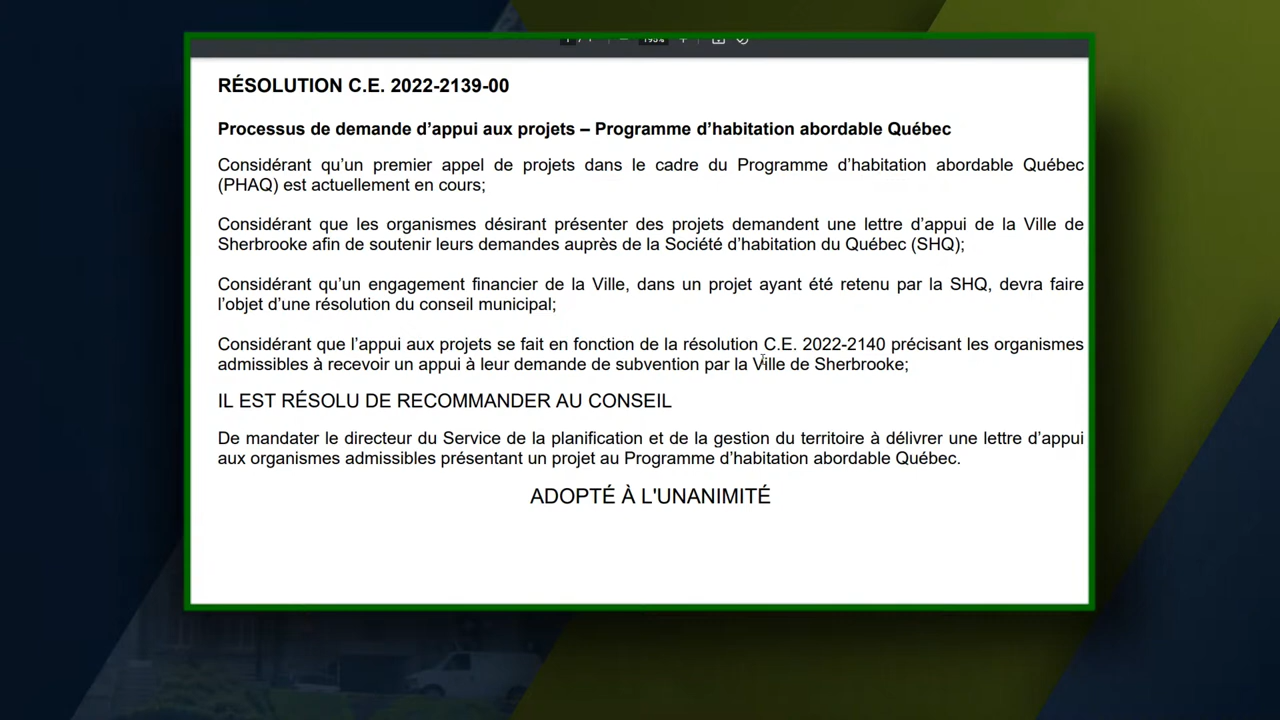 RÉSOLUTION C.E. 2022-2139-00
Processus de demande d'appui aux projets – Programme d'habitation abordable Québec
Considérant qu'un premier appel de projets dans le cadre du Programme d'habitation abordable Québec
(PHAQ) est actuellement en cours;
Considérant que les organismes désirant présenter des projets demandent une lettre d'appui de la Ville de
Sherbrooke afin de soutenir leurs demandes auprès de la Société d'habitation du Québec (SHQ);
Considérant qu'un engagement financier de la Ville, dans un projet ayant été retenu par la SHQ, devra faire
l'objet d'une résolution du conseil municipal;
Considérant que l'appui aux projets se fait en fonction de la résolution C.E. 2022-2140 précisant les organismes
admissibles à recevoir un appui à leur demande de subvention par la Ville de Sherbrooke;
IL EST RÉSOLU DE RECOMMANDER AU CONSEIL
De mandater le directeur du Service de la planification et de la gestion du territoire à délivrer une lettre d'appui
aux organismes admissibles présentant un projet au Programme d'habitation abordable Québec.
ADOPTÉ À L'UNANIMITÉ